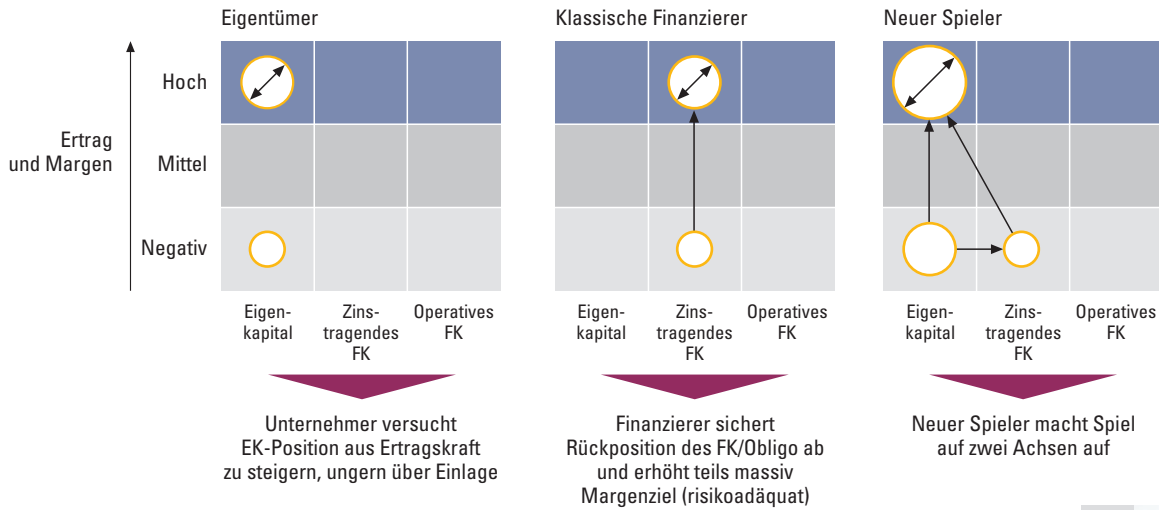 Eigentümer
Klassische Finanzierer
Neuer Spieler
Ertrag
und Margen
Hoch
Mittel
Negativ
Eigen-
kapital
Zins-
tragendes
FK
Operatives
FK
Eigen-
kapital
Zins-
tragendes
FK
Operatives
FK
Eigen-
kapital
Zins-
tragendes
FK
Operatives
FK
Unternehmer versucht
EK-Position aus Ertragskraft
zu steigern, ungern über Einlage
Finanzierer sichert
Rückposition des FK/Obligo ab
und erhöht teils massiv
Margenziel (risikoadäquat)
Neuer Spieler macht Spiel
auf zwei Achsen auf